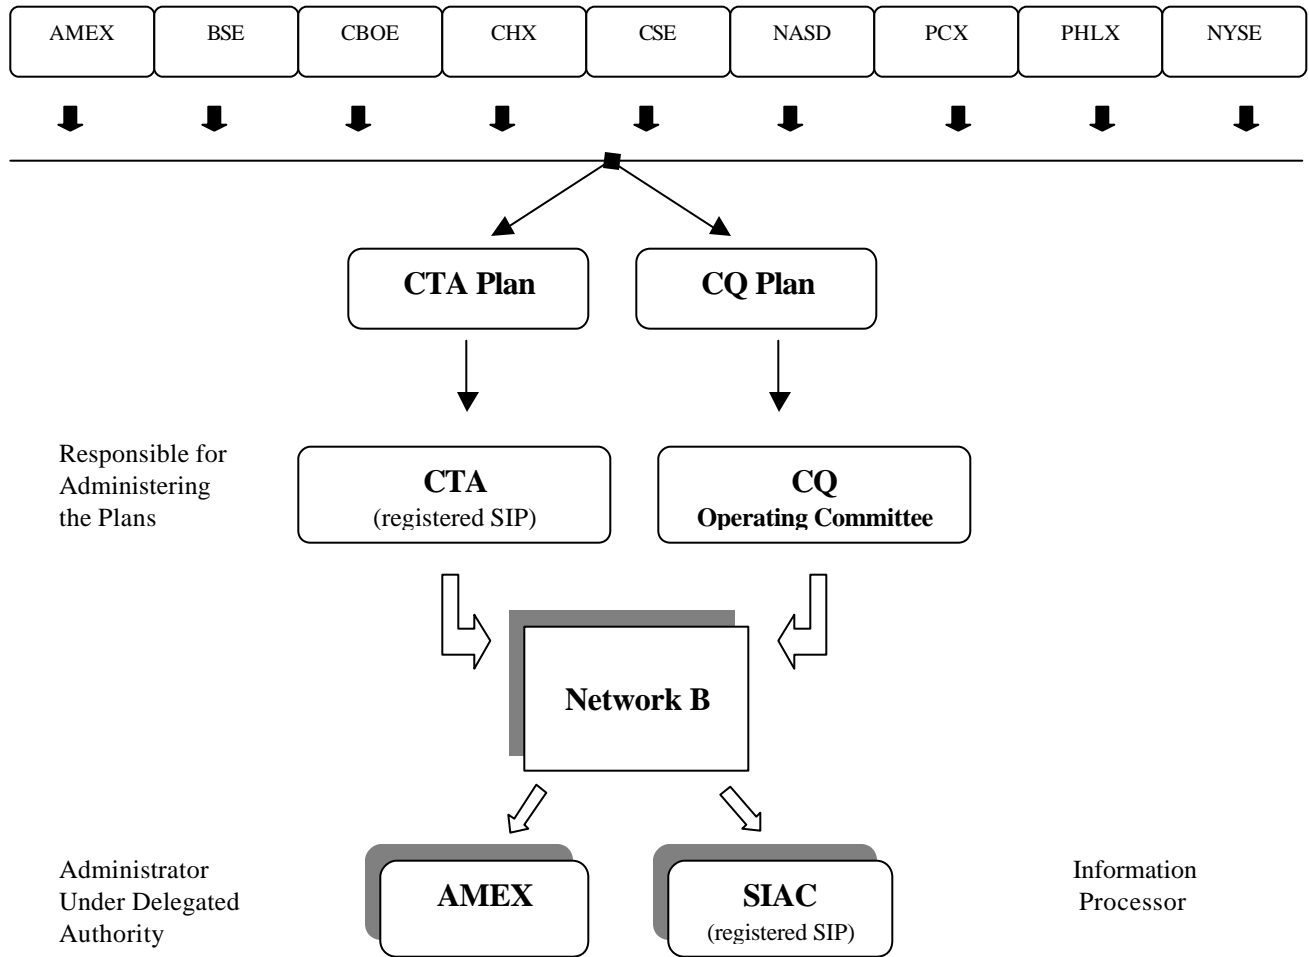 AMEX BSE CBOE CHX CSE NASD PCX PHLX NYSE
CTA Plan CQ Plan
Responsible for
Administering
the Plans
CTA
(registered SIP)
CQ
Operating Committee
Network B
Administrator
Under Delegated
Authority
AMEX
SIAC
(registered SIP)
Information
Processor